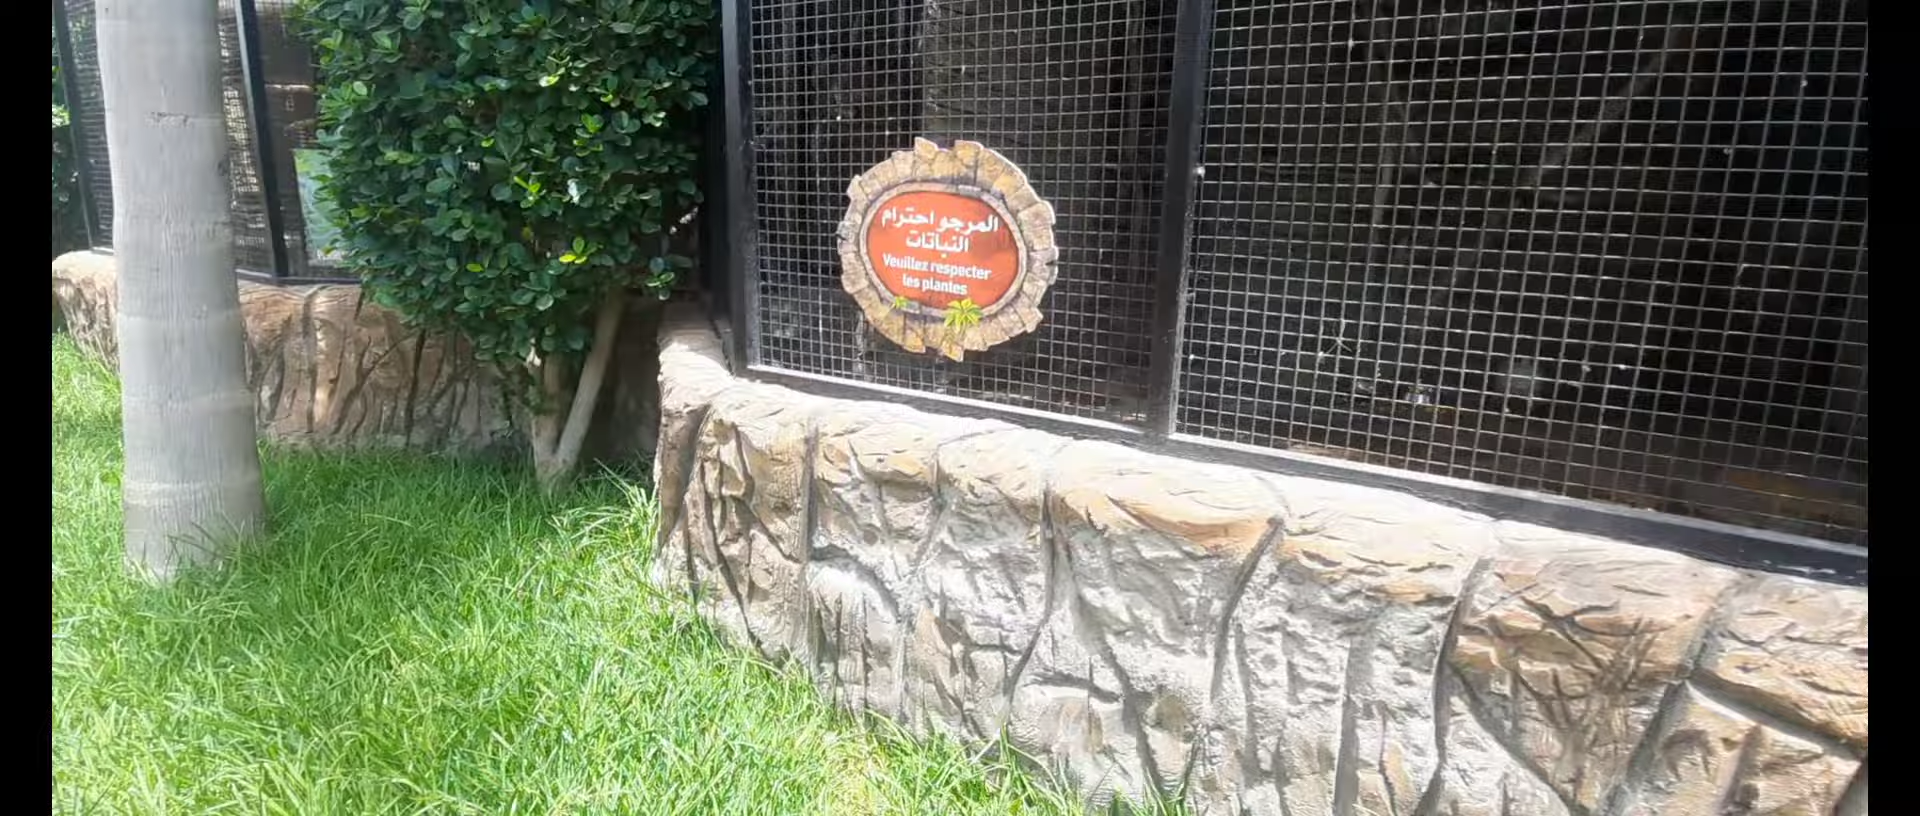 المرجو احترام
النباتات
Veuillez respecter
les plantes